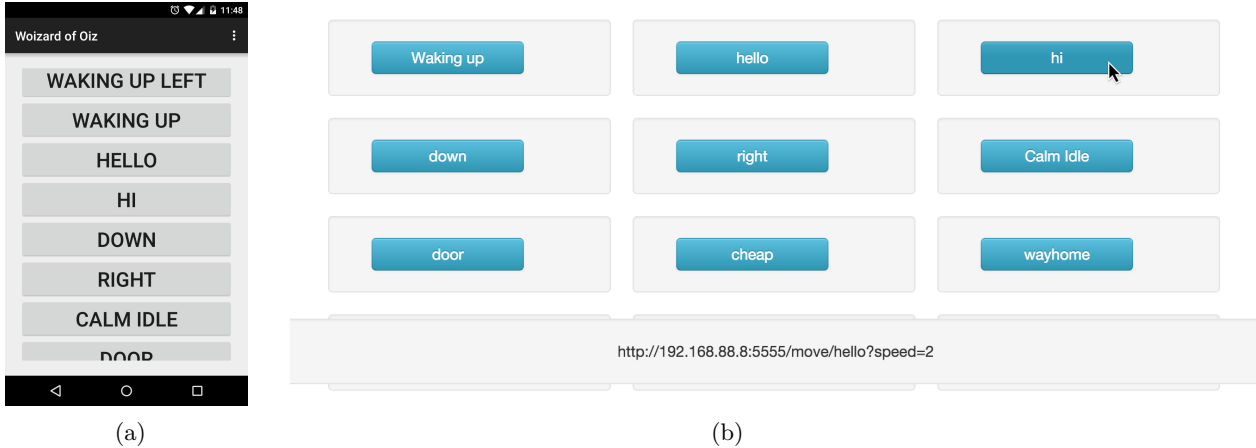 11:48
Woizard of Oiz
WAKING UP LEFT
WAKING UP
HELLO
HI
DOWN
RIGHT
CALM IDLE
DOOR
(a)
Waking up hello hi
down right Calm Idle
door cheap wayhome
http://192.168.88.8:5555/move/hello?speed=2
(b)